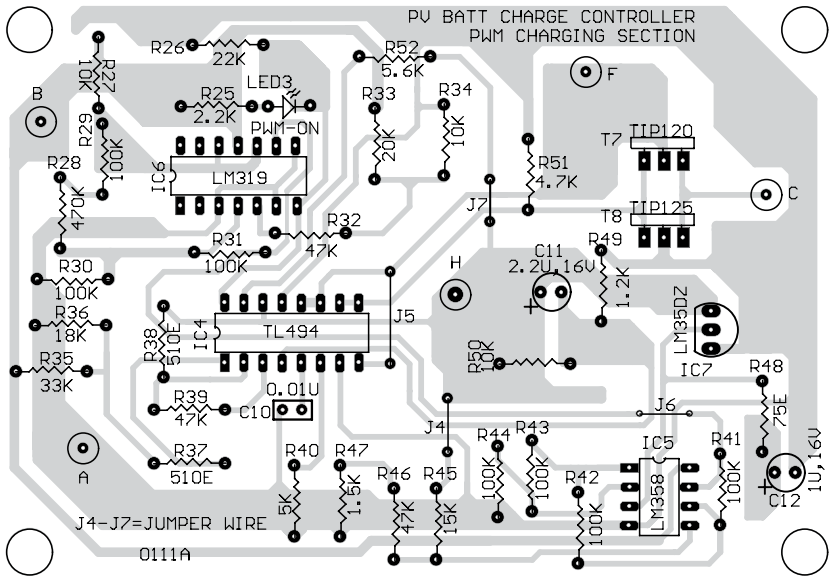 PV BATT CHARGE CONTROLLER
PWM CHARGING SECTION
R26
22K
R52
5.6K
R27
10K
LED3
R25
2.2K
PWM-ON
R33
20K
R34
10K
F
B
R29
100K
T7
TIP120
R28
470K
IC6
LM319
R51
4.7K
J7
C
T8
TIP125
R32
47K
R31
100K
R49
1.2K
H
C11
2.2U,16V
R30
100K
R36
18K
R38
510E
IC4
TL494
J5
LM35DZ
IC7
R35
33K
R50
10K
R48
75E
R39
47K
0.01U
C10
J4
J6
R37
510E
A
R40
5K
R47
1.5K
R46
47K
R45
15K
R44
100K
R43
100K
R42
100K
IC5
LM358
R41
100K
1U,16V
C12
J4-J7=JUMPER WIRE
0111A